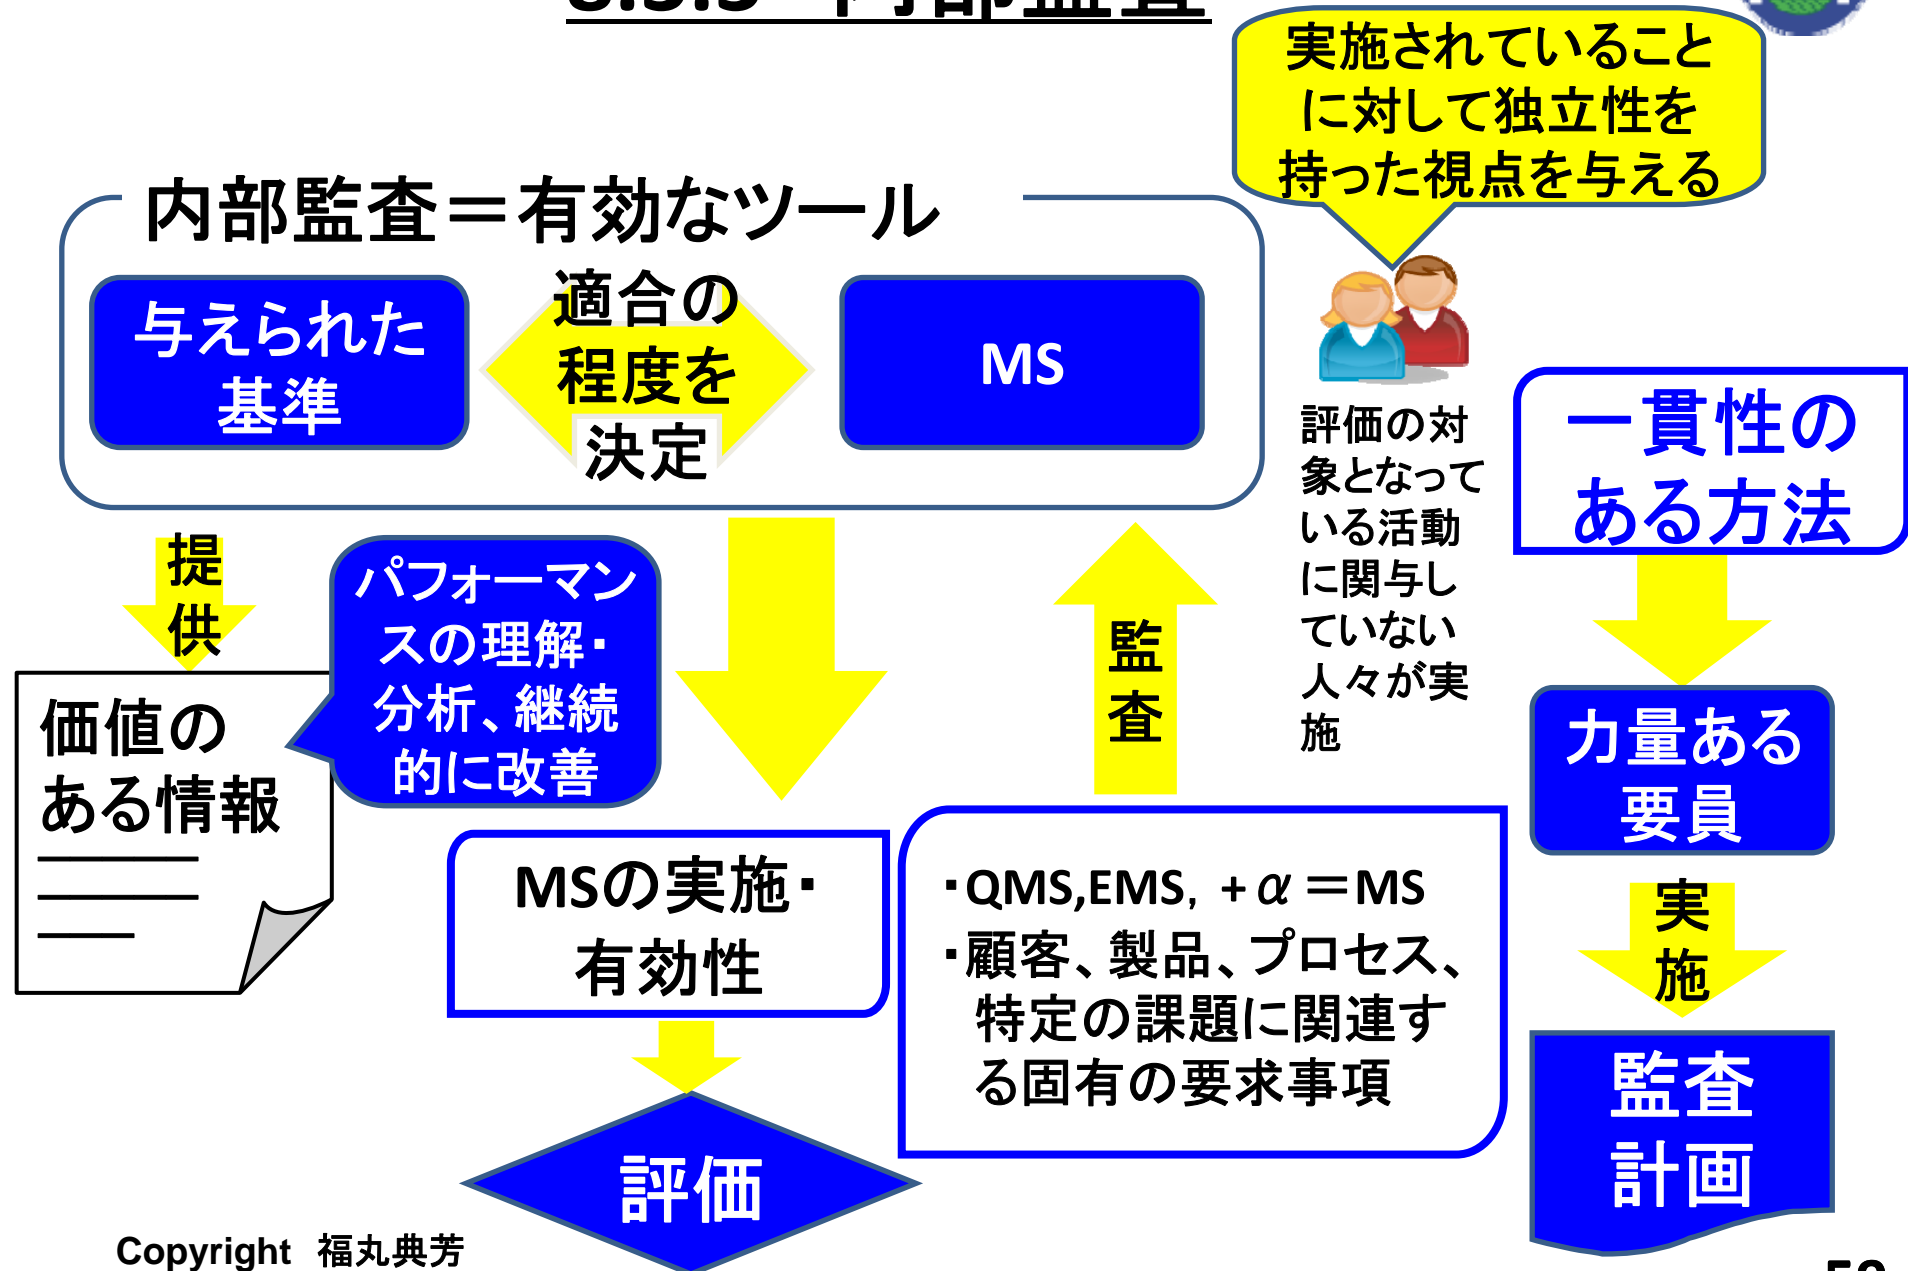 内部監査
実施されていること
に対して独立性を
持った視点を与える
内部監査＝有効なツール
与えられた
基準
適合の
程度を
決定
MS
評価の対
象となって
いる活動
に関与し
ていない
人々が実
施
一貫性の
ある方法
提
供
パフォーマン
スの理解・
分析、継続
的に改善
価値の
ある情報
監
査
力量ある
要員
MSの実施・
有効性
・QMS,EMS, +α＝MS
・顧客、製品、プロセス、
特定の課題に関連す
る固有の要求事項
実
施
評価
監査
計画
Copyright 福丸典芳